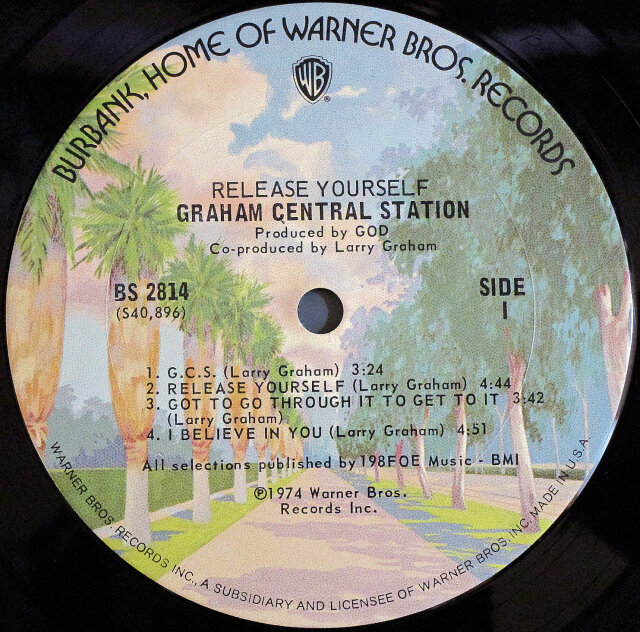 BURBANK, HOME OF WARNER BROS. RECORDS
WB
®
RELEASE YOURSELF
GRAHAM CENTRAL STATION
Produced by GOD
Co-produced by Larry Graham
BS 2814
(S40,896)
SIDE
1
1. G.C.S. (Larry Graham) 3:24
2. RELEASE YOURSELF (Larry Graham) 4:44
3. GOT TO GO THROUGH IT TO GET TO IT 3:42
(Larry Graham)
4. I BELIEVE IN YOU (Larry Graham) 4:51
All selections published by 198FOE Music - BMI
℗1974 Warner Bros.
Records Inc.
WARNER BROS. RECORDS INC., A SUBSIDIARY AND LICENSEE OF WARNER BROS. INC. MADE IN U.S.A.